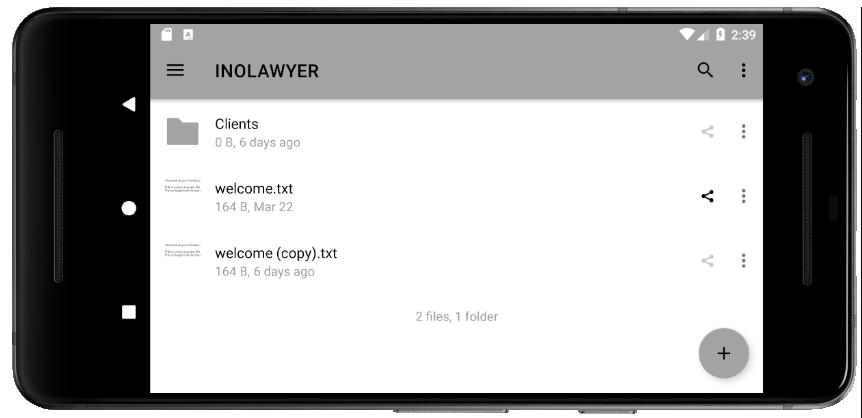 2:39
INOLAWYER
Clients
0 B, 6 days ago
welcome.txt
164 B, Mar 22
welcome (copy).txt
164 B, 6 days ago
2 files, 1 folder